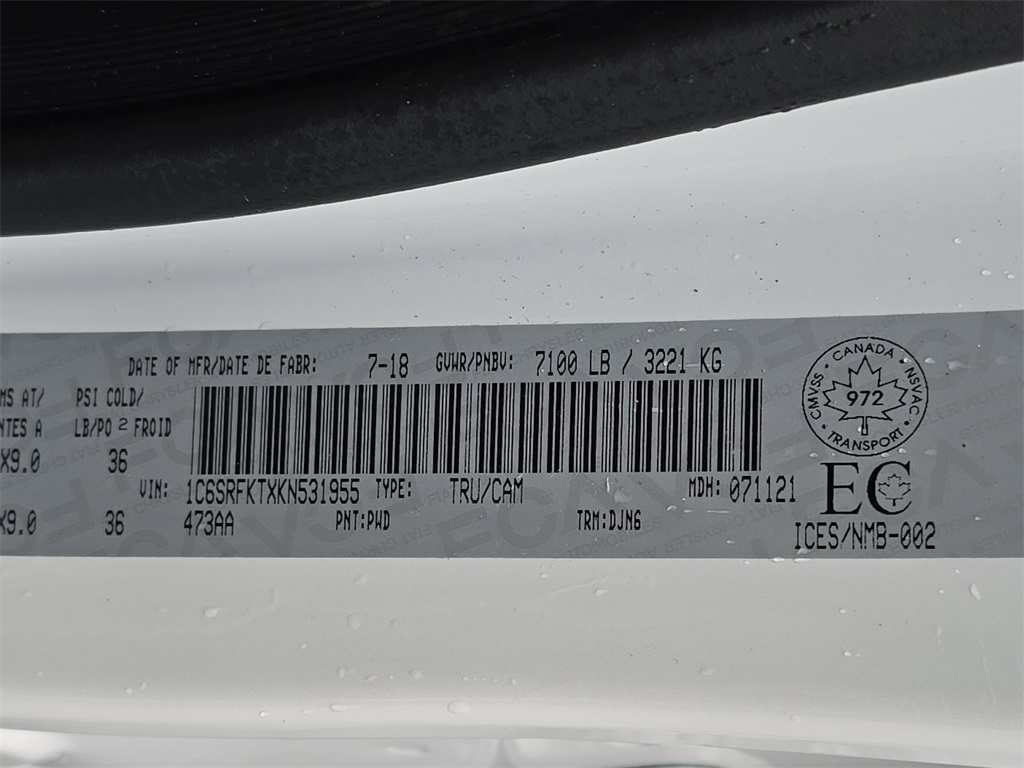 DATE OF MFR/DATE DE FABR: 7-18 GVWR/PNBV: 7100 LB / 3221 KG
MS AT/ PSI COLD/
NTES A LB/PO² FROID
X9.0 36
VIN: 1C6SRFKTXKN531955 TYPE: TRU/CAM MDH: 071121
X9.0 36 473AA PNT:PWD TRM:DJN6
CANADA
CMVSS 972 NSVAC
TRANSPORT
EC
ICES/NMB-002